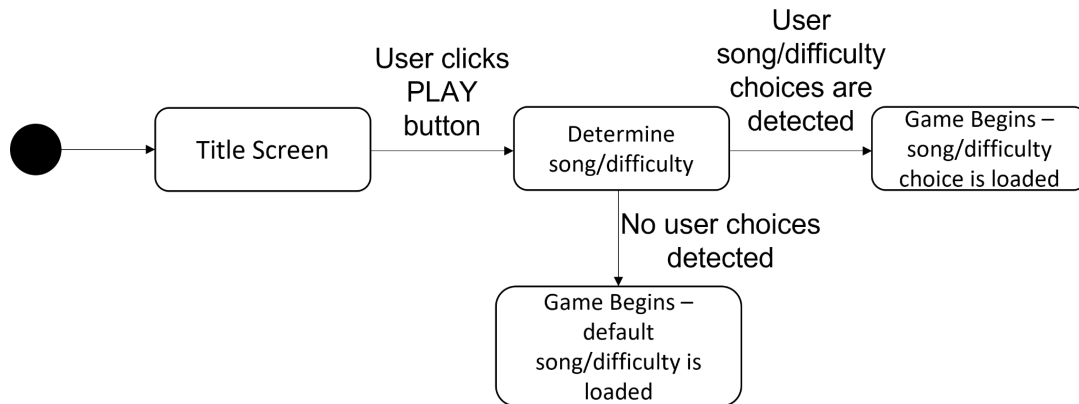 User clicks
PLAY
button
User
song/difficulty
choices are
detected
Title Screen
Determine
song/difficulty
Game Begins –
song/difficulty
choice is loaded
No user choices
detected
Game Begins –
default
song/difficulty is
loaded